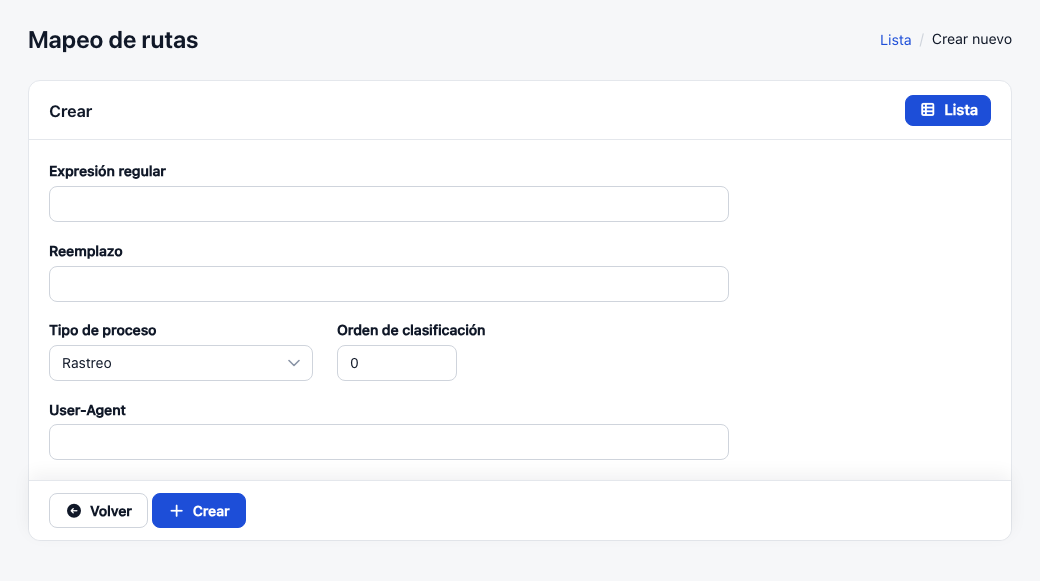 Mapeo de rutas
Lista / Crear nuevo
Crear
Lista
Expresión regular
Reemplazo
Tipo de proceso
Orden de clasificación
Rastreo
0
User-Agent
Volver
Crear